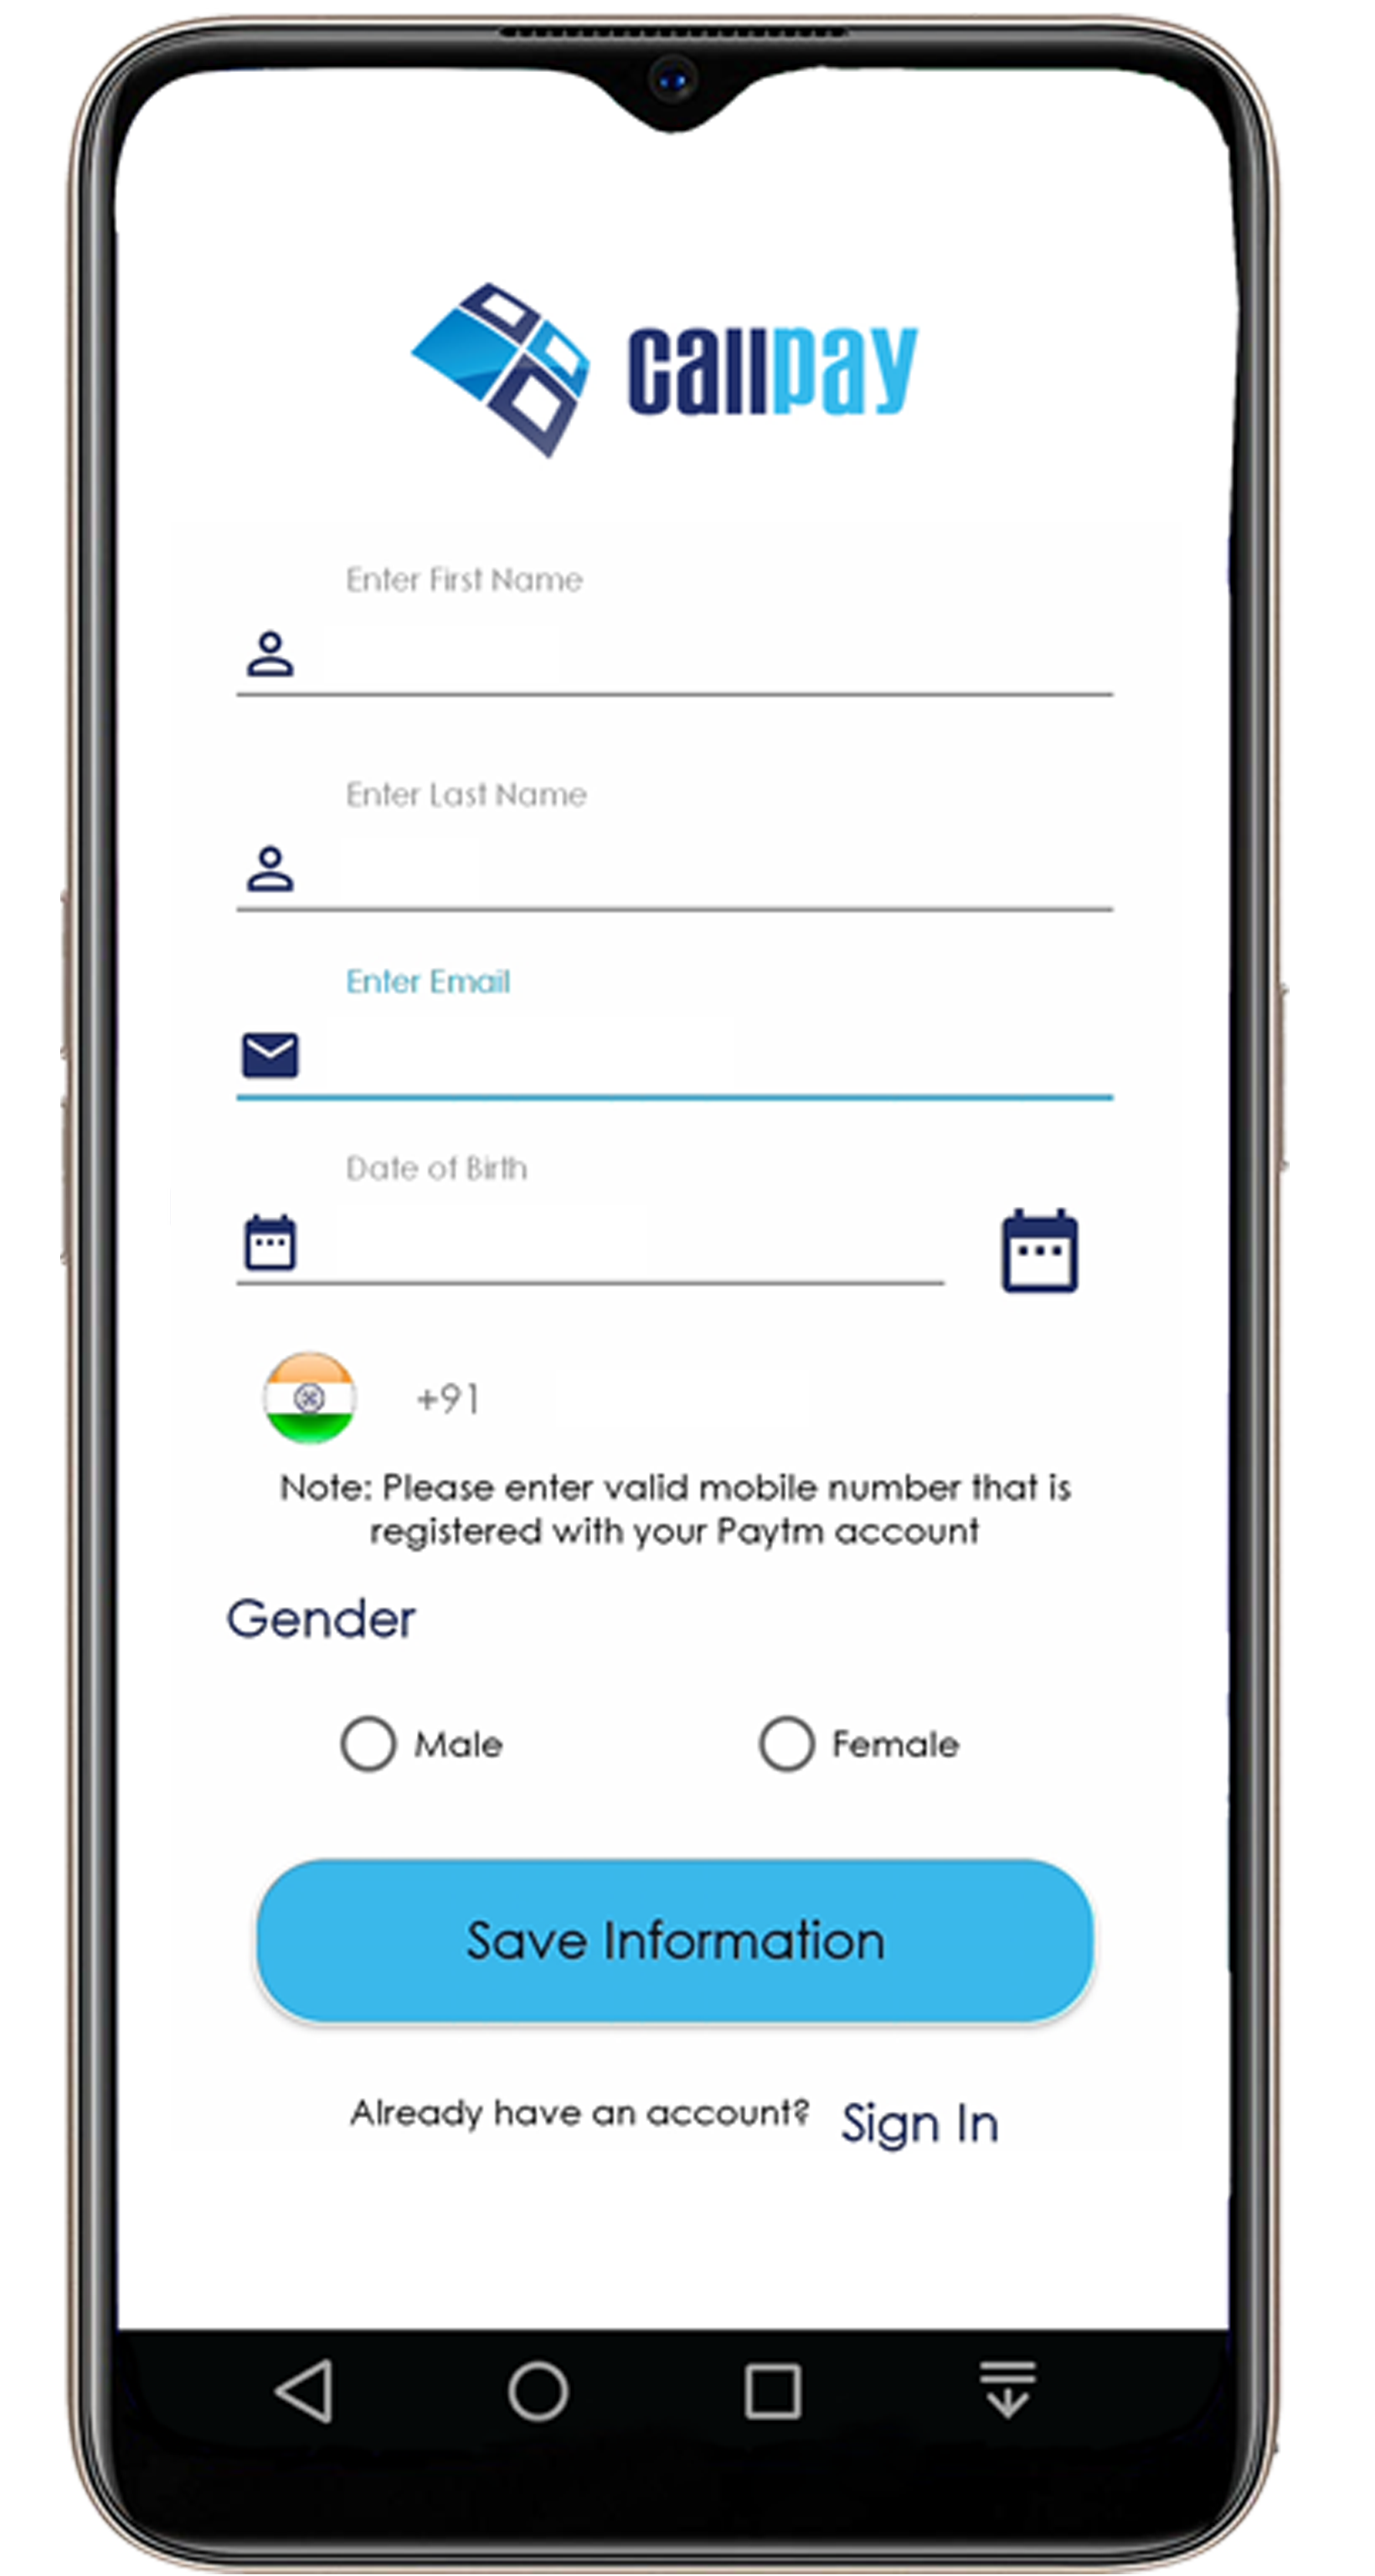 callpay
Enter First Name
Enter Last Name
Enter Email
Date of Birth
+91
Note: Please enter valid mobile number that is
registered with your Paytm account
Gender
Male Female
Save Information
Already have an account? Sign In